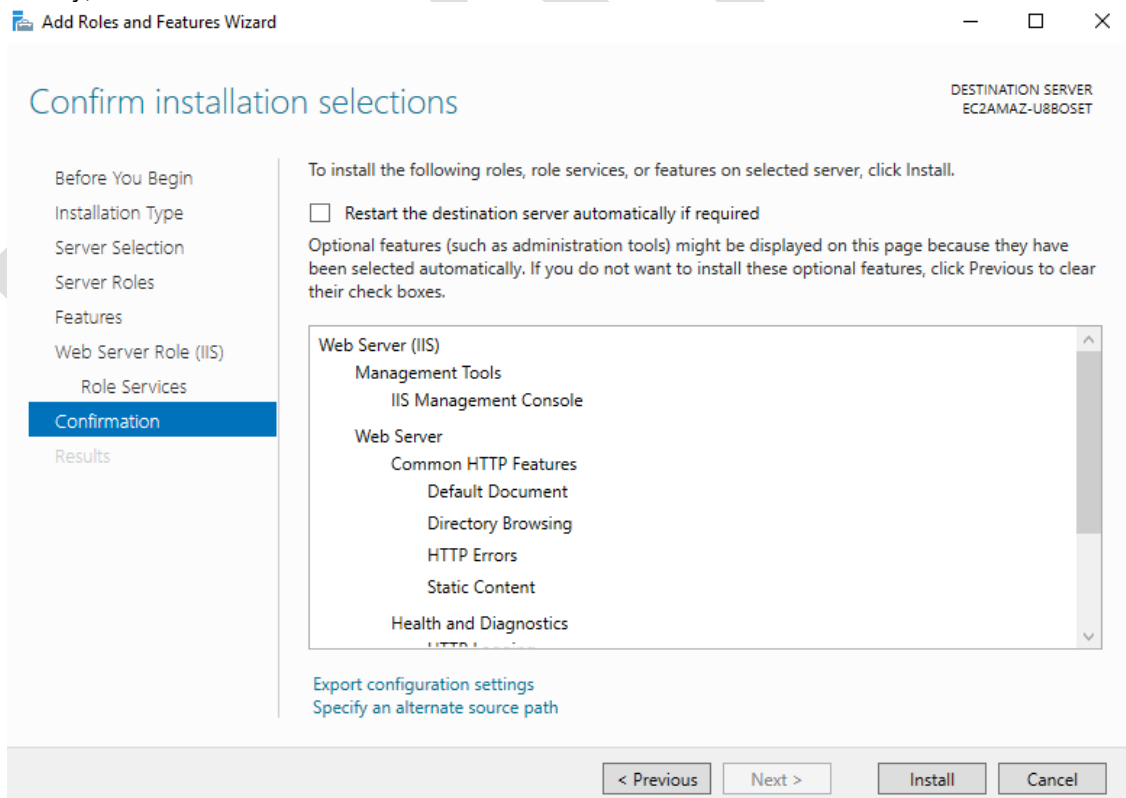 Add Roles and Features Wizard
Confirm installation selections
DESTINATION SERVER
EC2AMAZ-U8BOSET
Before You Begin
Installation Type
Server Selection
Server Roles
Features
Web Server Role (IIS)
Role Services
Confirmation
Results
To install the following roles, role services, or features on selected server, click Install.
Restart the destination server automatically if required
Optional features (such as administration tools) might be displayed on this page because they have
been selected automatically. If you do not want to install these optional features, click Previous to clear
their check boxes.
Web Server (IIS)
Management Tools
IIS Management Console
Web Server
Common HTTP Features
Default Document
Directory Browsing
HTTP Errors
Static Content
Health and Diagnostics
Export configuration settings
Specify an alternate source path
< Previous
Next >
Install
Cancel